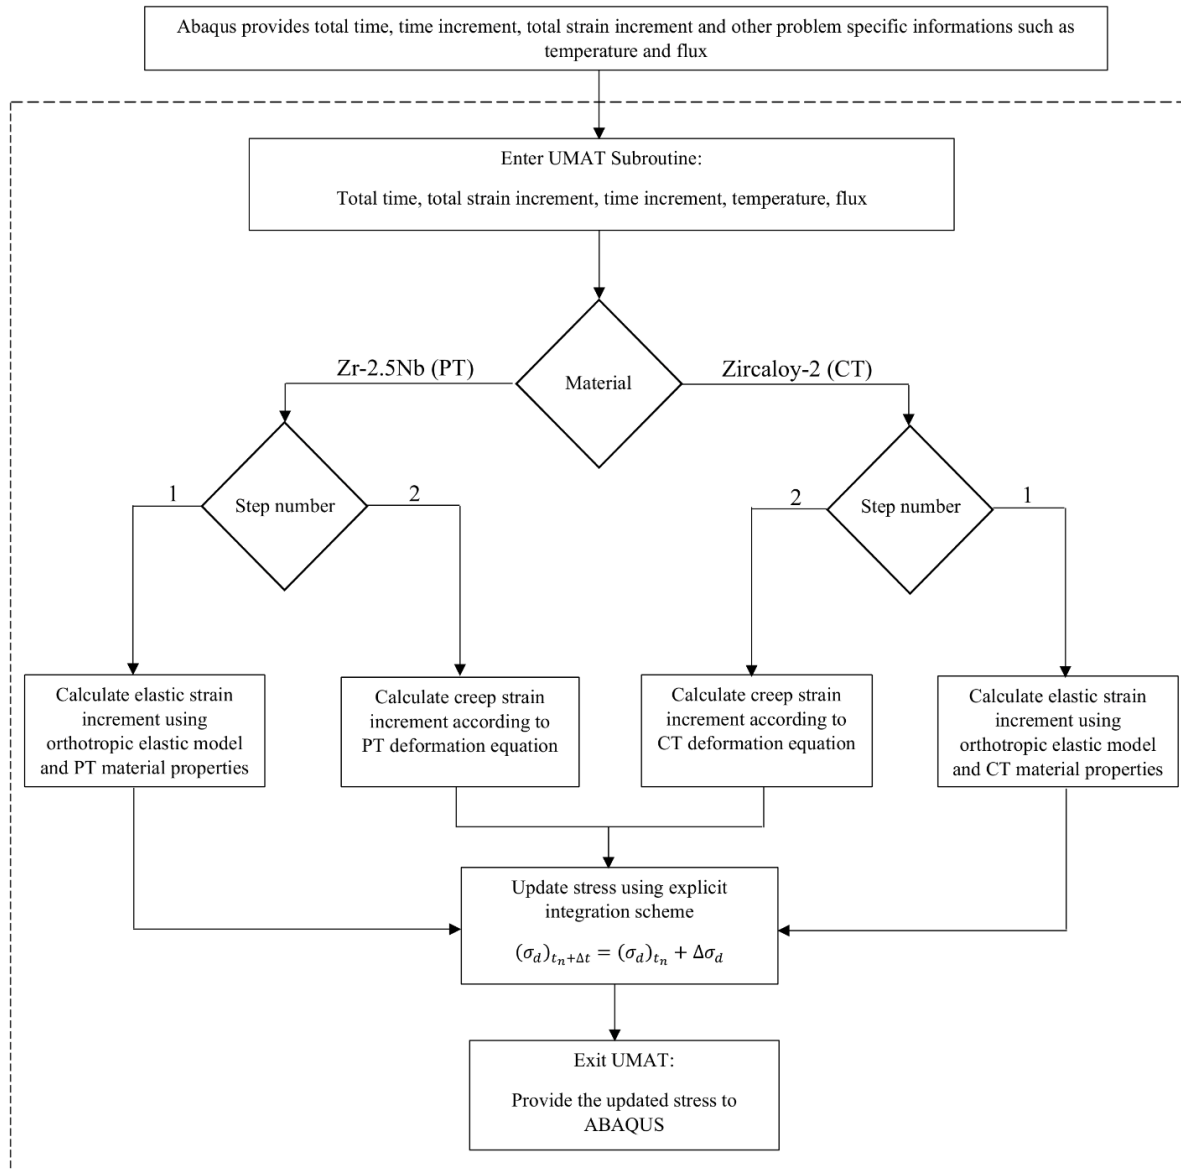 Abaqus provides total time, time increment, total strain increment and other problem specific informations such as
temperature and flux
Enter UMAT Subroutine:
Total time, total strain increment, time increment, temperature, flux
Material
Zr-2.5Nb (PT)
Zircaloy-2 (CT)
Step number
1
2
Step number
2
1
Calculate elastic strain
increment using
orthotropic elastic model
and PT material properties
Calculate creep strain
increment according to
PT deformation equation
Calculate creep strain
increment according to
CT deformation equation
Calculate elastic strain
increment using
orthotropic elastic model
and CT material properties
Update stress using explicit
integration scheme
(σ_d)_{t_n+Δt} = (σ_d)_{t_n} + Δσ_d
Exit UMAT:
Provide the updated stress to
ABAQUS